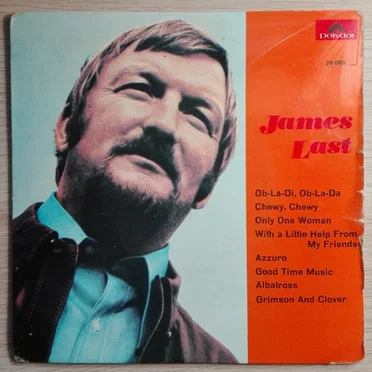 Polydor
James
Last
Ob-La-Di, Ob-La-Da
Chewy, Chewy
Only One Woman
With a Little Help From
My Friends
Azzuro
Good Time Music
Albatross
Grimson And Clover